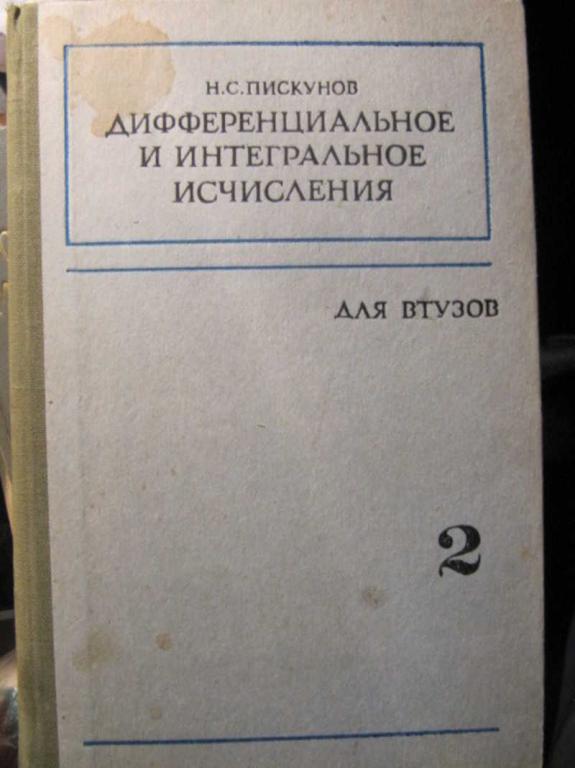 Н.С.ПИСКУНОВ
ДИФФЕРЕНЦИАЛЬНОЕ
И ИНТЕГРАЛЬНОЕ
ИСЧИСЛЕНИЯ
ДЛЯ ВТУЗОВ
2